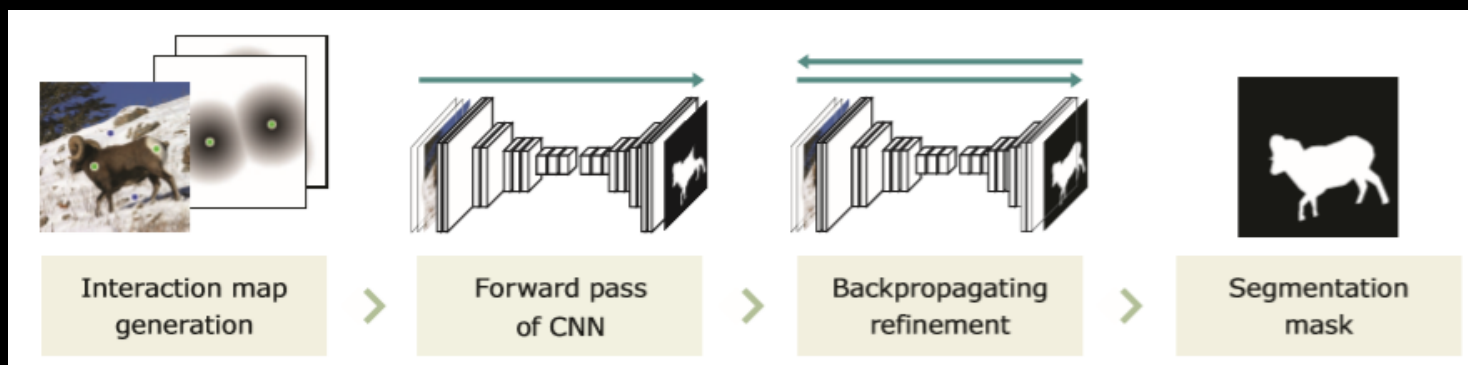 Interaction map
generation
Forward pass
of CNN
Backpropagating
refinement
Segmentation
mask